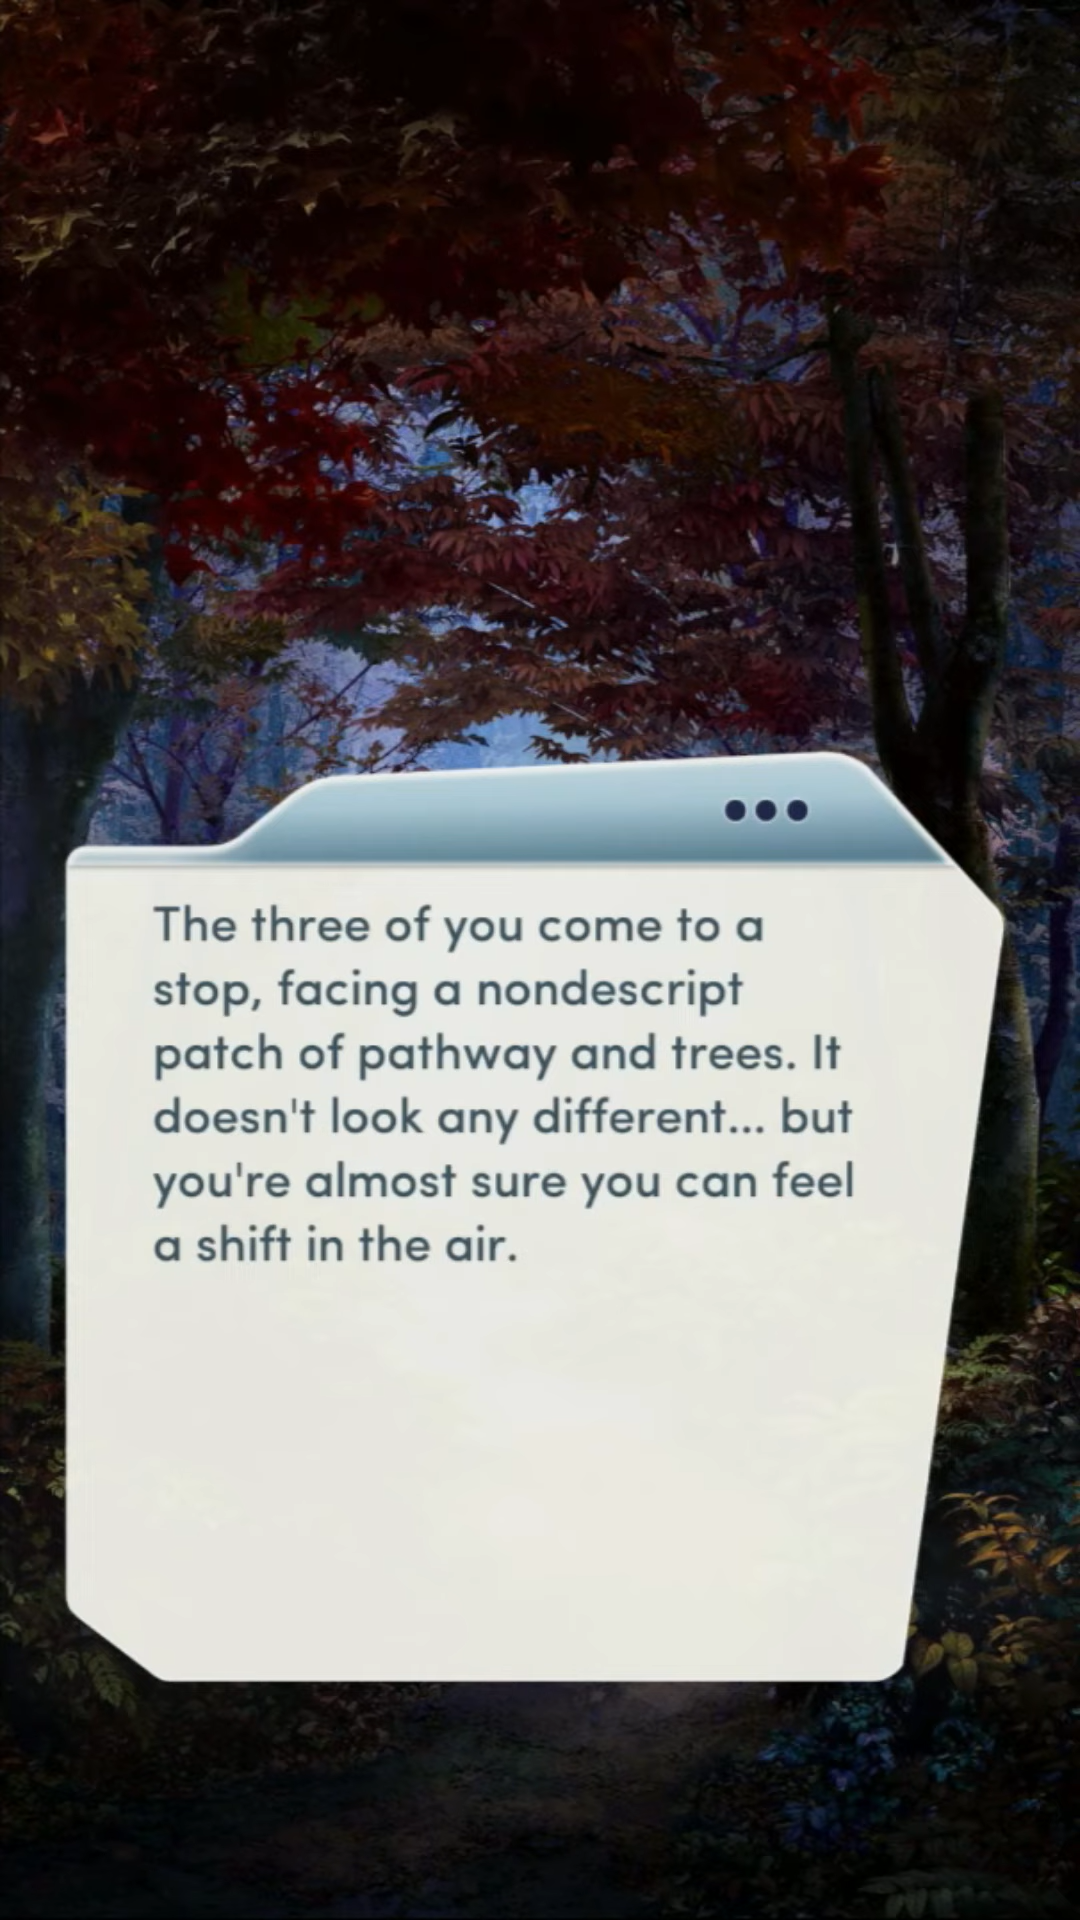 The three of you come to a
stop, facing a nondescript
patch of pathway and trees. It
doesn't look any different... but
you're almost sure you can feel
a shift in the air.